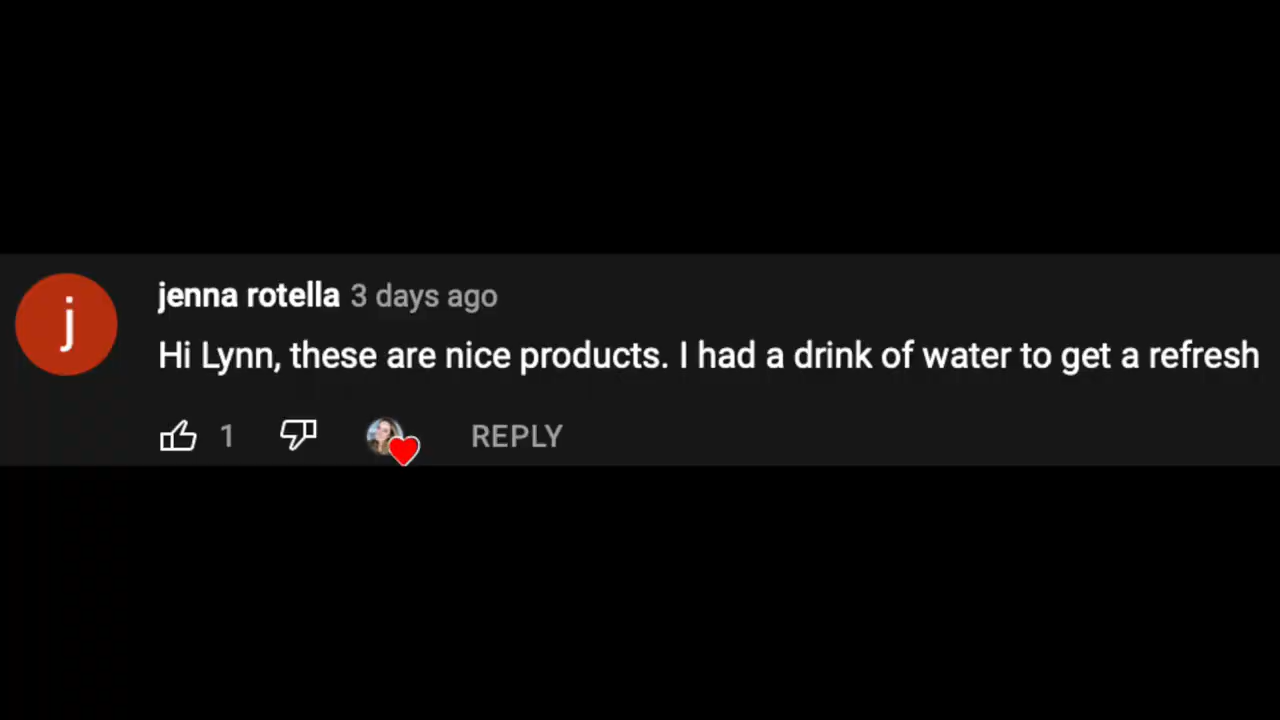 j
jenna rotella 3 days ago
Hi Lynn, these are nice products. I had a drink of water to get a refresh
1 REPLY